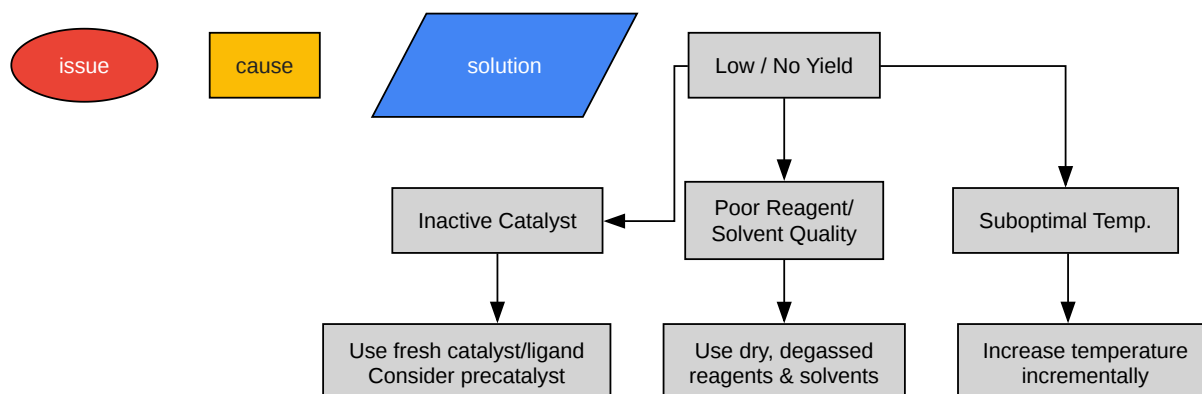 issue
cause
solution
Low / No Yield
Inactive Catalyst
Poor Reagent/
Solvent Quality
Suboptimal Temp.
Use fresh catalyst/ligand
Consider precatalyst
Use dry, degassed
reagents & solvents
Increase temperature
incrementally